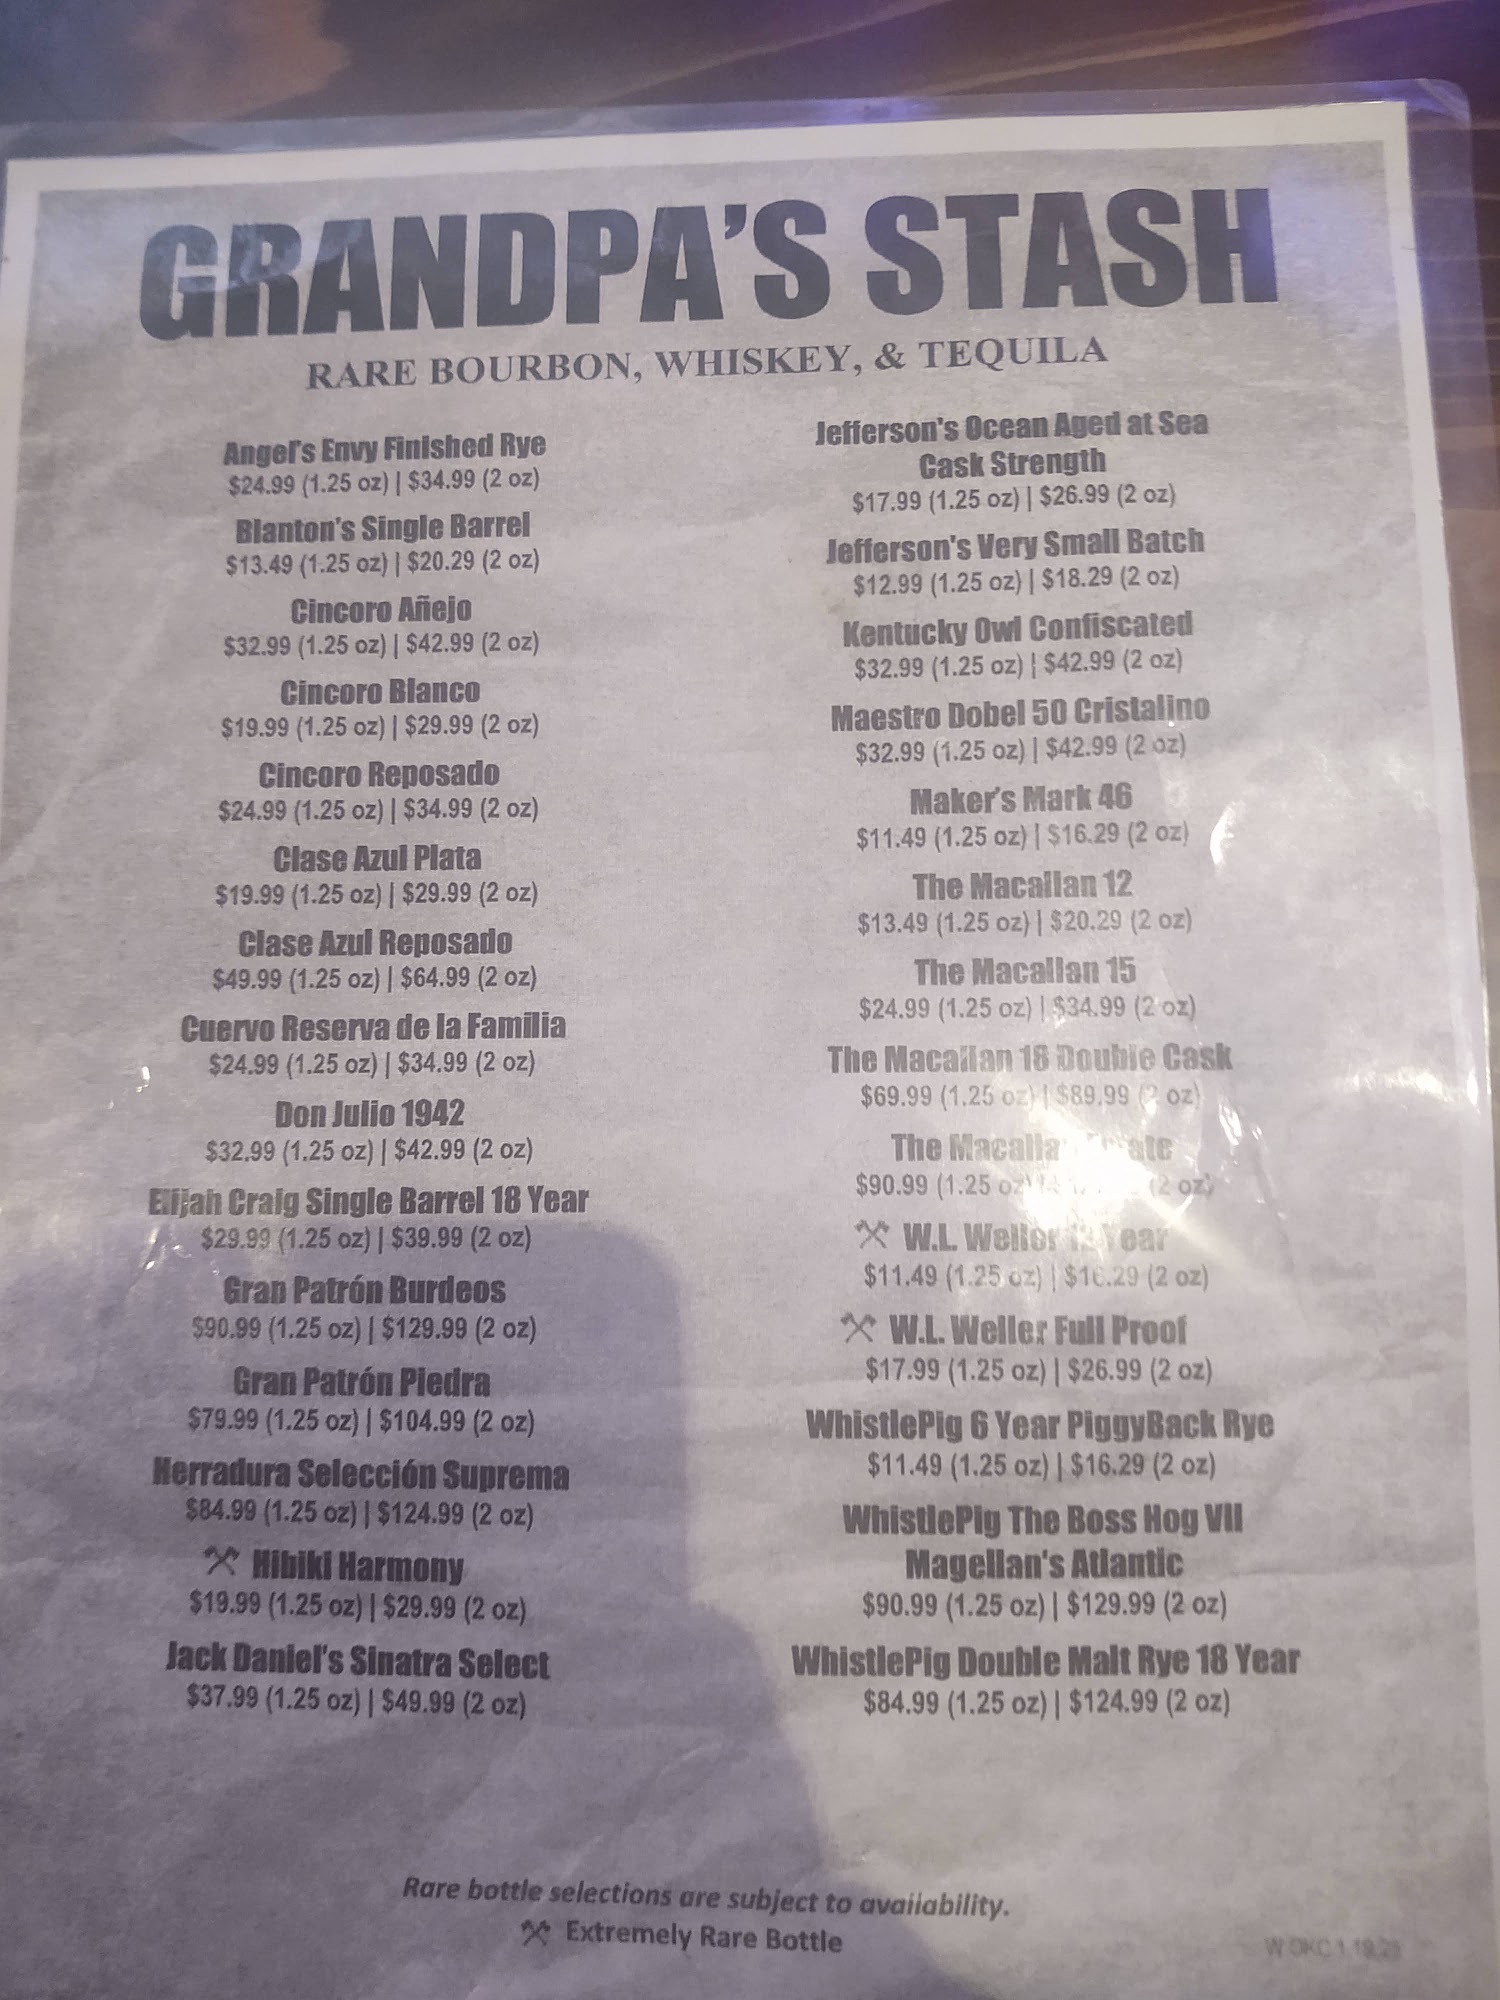 GRANDPA'S STASH
RARE BOURBON, WHISKEY, & TEQUILA
Angel's Envy Finished Rye
$24.99 (1.25 oz) | $34.99 (2 oz)
Blanton's Single Barrel
$13.49 (1.25 oz) | $20.29 (2 oz)
Cincoro Añejo
$32.99 (1.25 oz) | $42.99 (2 oz)
Cincoro Blanco
$19.99 (1.25 oz) | $29.99 (2 oz)
Cincoro Reposado
$24.99 (1.25 oz) | $34.99 (2 oz)
Clase Azul Plata
$19.99 (1.25 oz) | $29.99 (2 oz)
Clase Azul Reposado
$49.99 (1.25 oz) | $64.99 (2 oz)
Cuervo Reserva de la Familia
$24.99 (1.25 oz) | $34.99 (2 oz)
Don Julio 1942
$32.99 (1.25 oz) | $42.99 (2 oz)
Elijah Craig Single Barrel 18 Year
$29.99 (1.25 oz) | $39.99 (2 oz)
Gran Patrón Burdeos
$90.99 (1.25 oz) | $129.99 (2 oz)
Gran Patrón Piedra
$79.99 (1.25 oz) | $104.99 (2 oz)
Herradura Selección Suprema
$84.99 (1.25 oz) | $124.99 (2 oz)
Hibiki Harmony
$19.99 (1.25 oz) | $29.99 (2 oz)
Jack Daniel's Sinatra Select
$37.99 (1.25 oz) | $49.99 (2 oz)
Jefferson's Ocean Aged at Sea
Cask Strength
$17.99 (1.25 oz) | $26.99 (2 oz)
Jefferson's Very Small Batch
$12.99 (1.25 oz) | $18.29 (2 oz)
Kentucky Owl Confiscated
$32.99 (1.25 oz) | $42.99 (2 oz)
Maestro Dobel 50 Cristalino
$32.99 (1.25 oz) | $42.99 (2 oz)
Maker's Mark 46
$11.49 (1.25 oz) | $16.29 (2 oz)
The Macallan 12
$13.49 (1.25 oz) | $20.29 (2 oz)
The Macallan 15
$24.99 (1.25 oz) | $34.99 (2 oz)
The Macallan 18 Double Cask
$69.99 (1.25 oz) | $89.99 (2 oz)
The Macallan
$90.99 (1.25 oz) (2 oz)
W.L. Weller Year
$11.49 (1.25 oz) | $16.29 (2 oz)
W.L. Weller Full Proof
$17.99 (1.25 oz) | $26.99 (2 oz)
WhistlePig 6 Year PiggyBack Rye
$11.49 (1.25 oz) | $16.29 (2 oz)
WhistlePig The Boss Hog VII
Magellan's Atlantic
$90.99 (1.25 oz) | $129.99 (2 oz)
WhistlePig Double Malt Rye 18 Year
$84.99 (1.25 oz) | $124.99 (2 oz)
Rare bottle selections are subject to availability.
Extremely Rare Bottle
W OKC